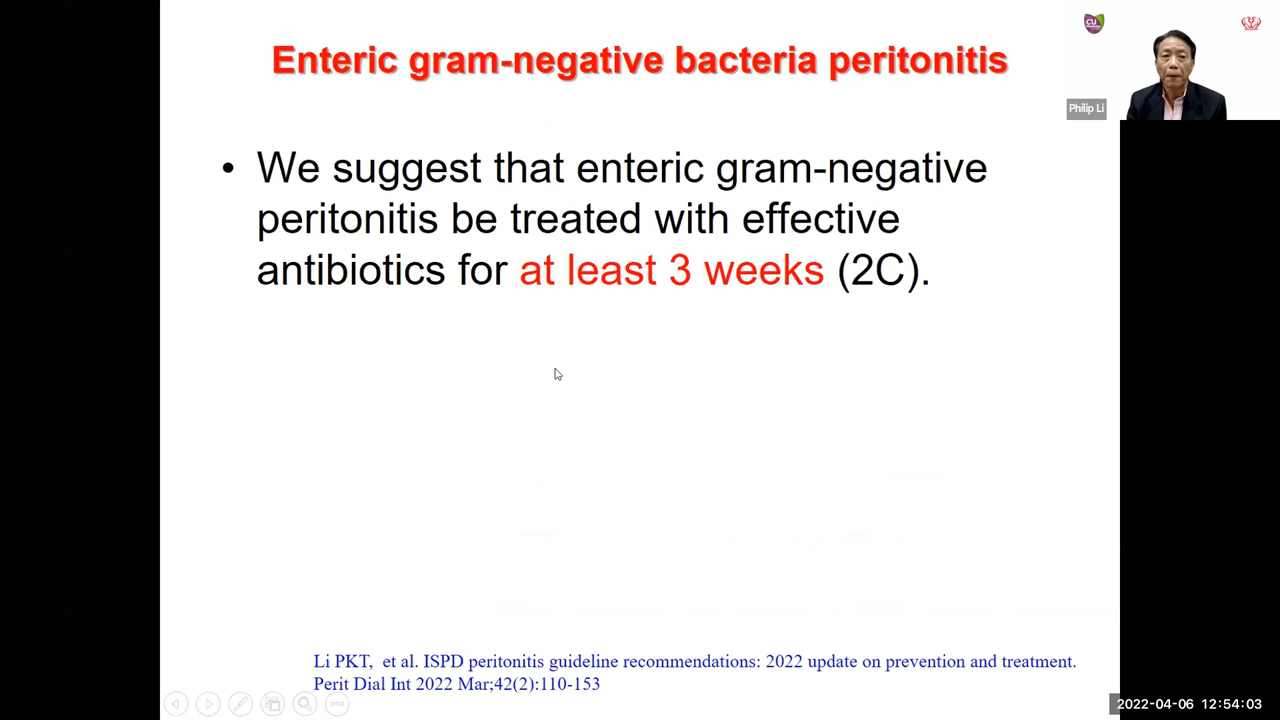 Enteric gram-negative bacteria peritonitis
CU
Philip Li
• We suggest that enteric gram-negative
peritonitis be treated with effective
antibiotics for at least 3 weeks (2C).
Li PKT, et al. ISPD peritonitis guideline recommendations: 2022 update on prevention and treatment.
Perit Dial Int 2022 Mar;42(2):110-153
2022-04-06 12:54:03